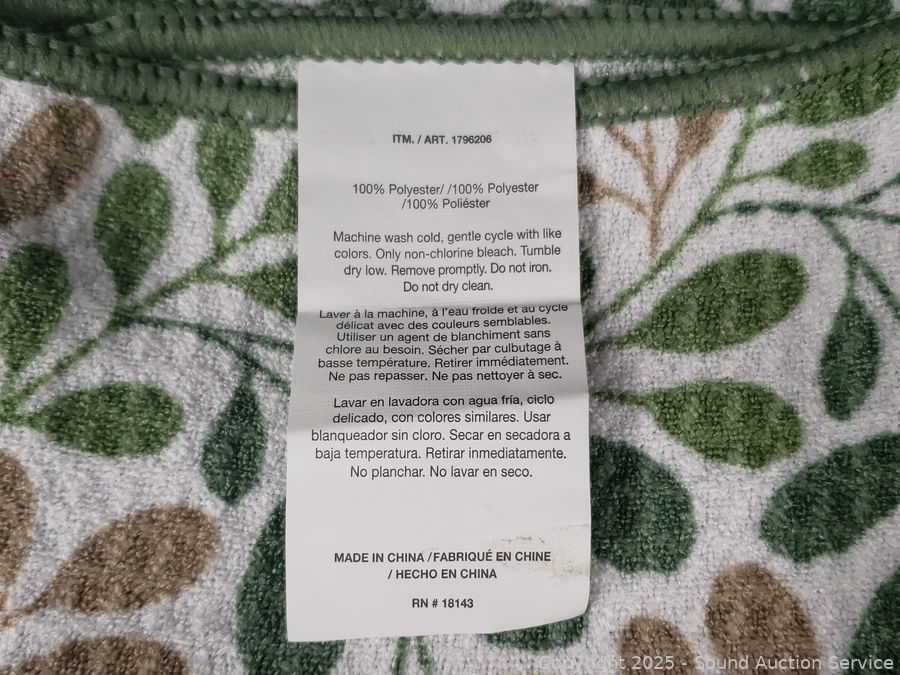 ITM. / ART. 1796206
100% Polyester/ /100% Polyester
/100% Poliéster
Machine wash cold, gentle cycle with like
colors. Only non-chlorine bleach. Tumble
dry low. Remove promptly. Do not iron.
Do not dry clean.
Laver à la machine, à l'eau froide et au cycle
délicat avec des couleurs semblables.
Utiliser un agent de blanchiment sans
chlore au besoin. Sécher par culbutage à
basse température. Retirer immédiatement.
Ne pas repasser. Ne pas nettoyer à sec.
Lavar en lavadora con agua fría, ciclo
delicado, con colores similares. Usar
blanqueador sin cloro. Secar en secadora a
baja temperatura. Retirar inmediatamente.
No planchar. No lavar en seco.
MADE IN CHINA /FABRIQUÉ EN CHINE
/ HECHO EN CHINA
RN # 18143
Copyright 2025 - Sound Auction Service